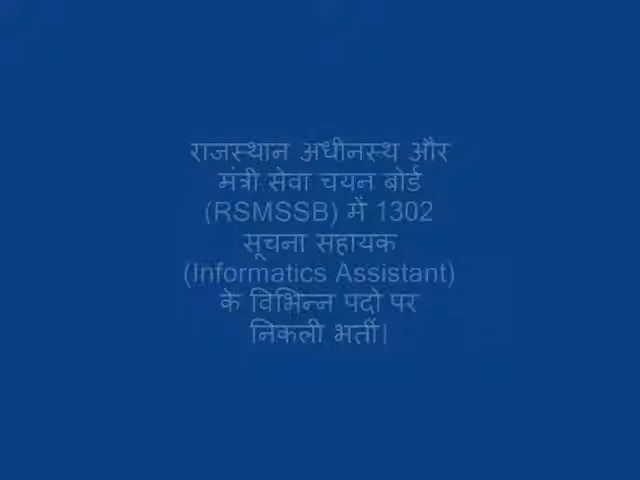 राजस्थान अधीनस्थ और
मंत्री सेवा चयन बोर्ड
(RSMSSB) में 1302
सूचना सहायक
(Informatics Assistant)
के विभिन्न पदो पर
निकली भर्ती।